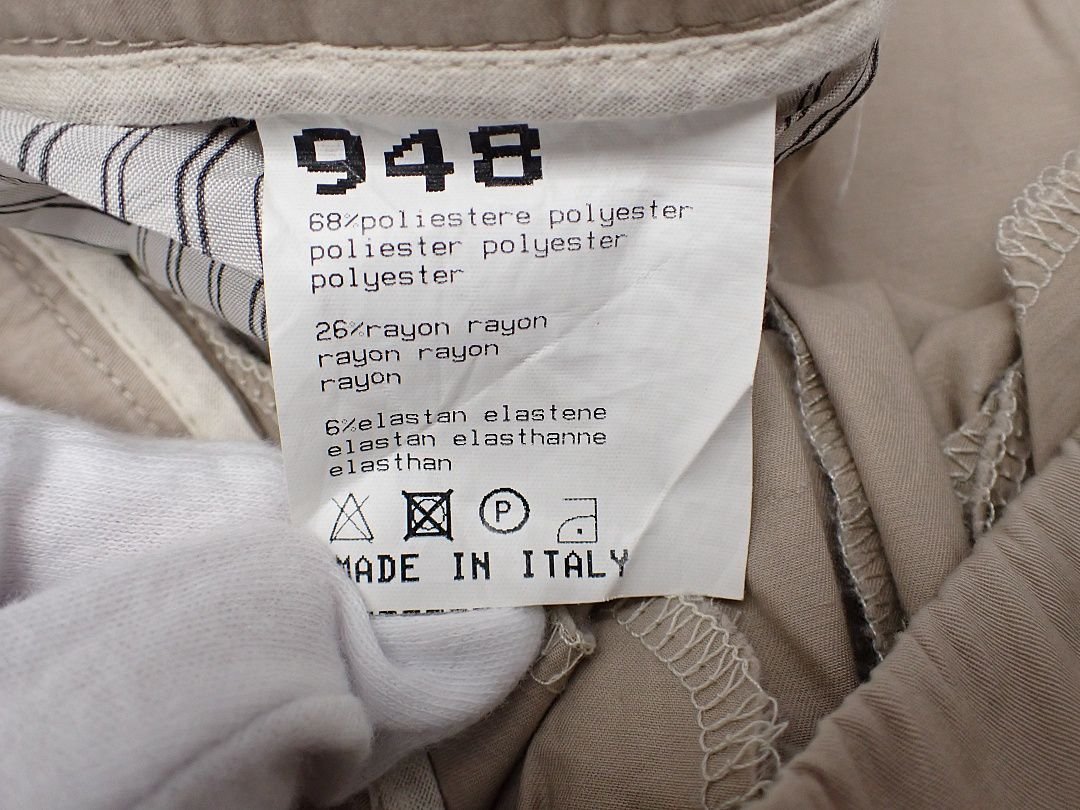 948
68%poliestere polyester
poliester polyester
polyester
26%rayon rayon
rayon rayon
rayon
6%elastan elastene
elastan elasthanne
elasthan
P
MADE IN ITALY